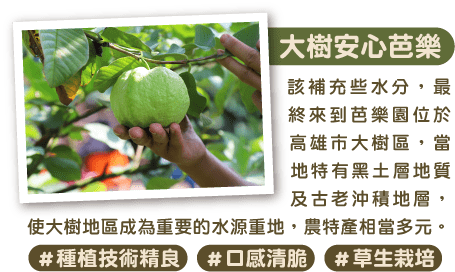 大樹安心芭樂
該補充些水分，最
終來到芭樂園位於
高雄市大樹區，當
地特有黑土層地質
及古老沖積地層，
使大樹地區成為重要的水源重地，農特產相當多元。
#種植技術精良 #口感清脆 #草生栽培